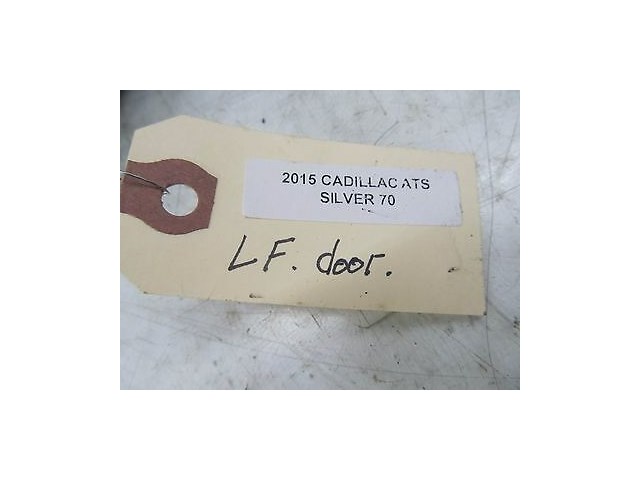 2015 CADILLAC ATS
SILVER 70
LF. door.